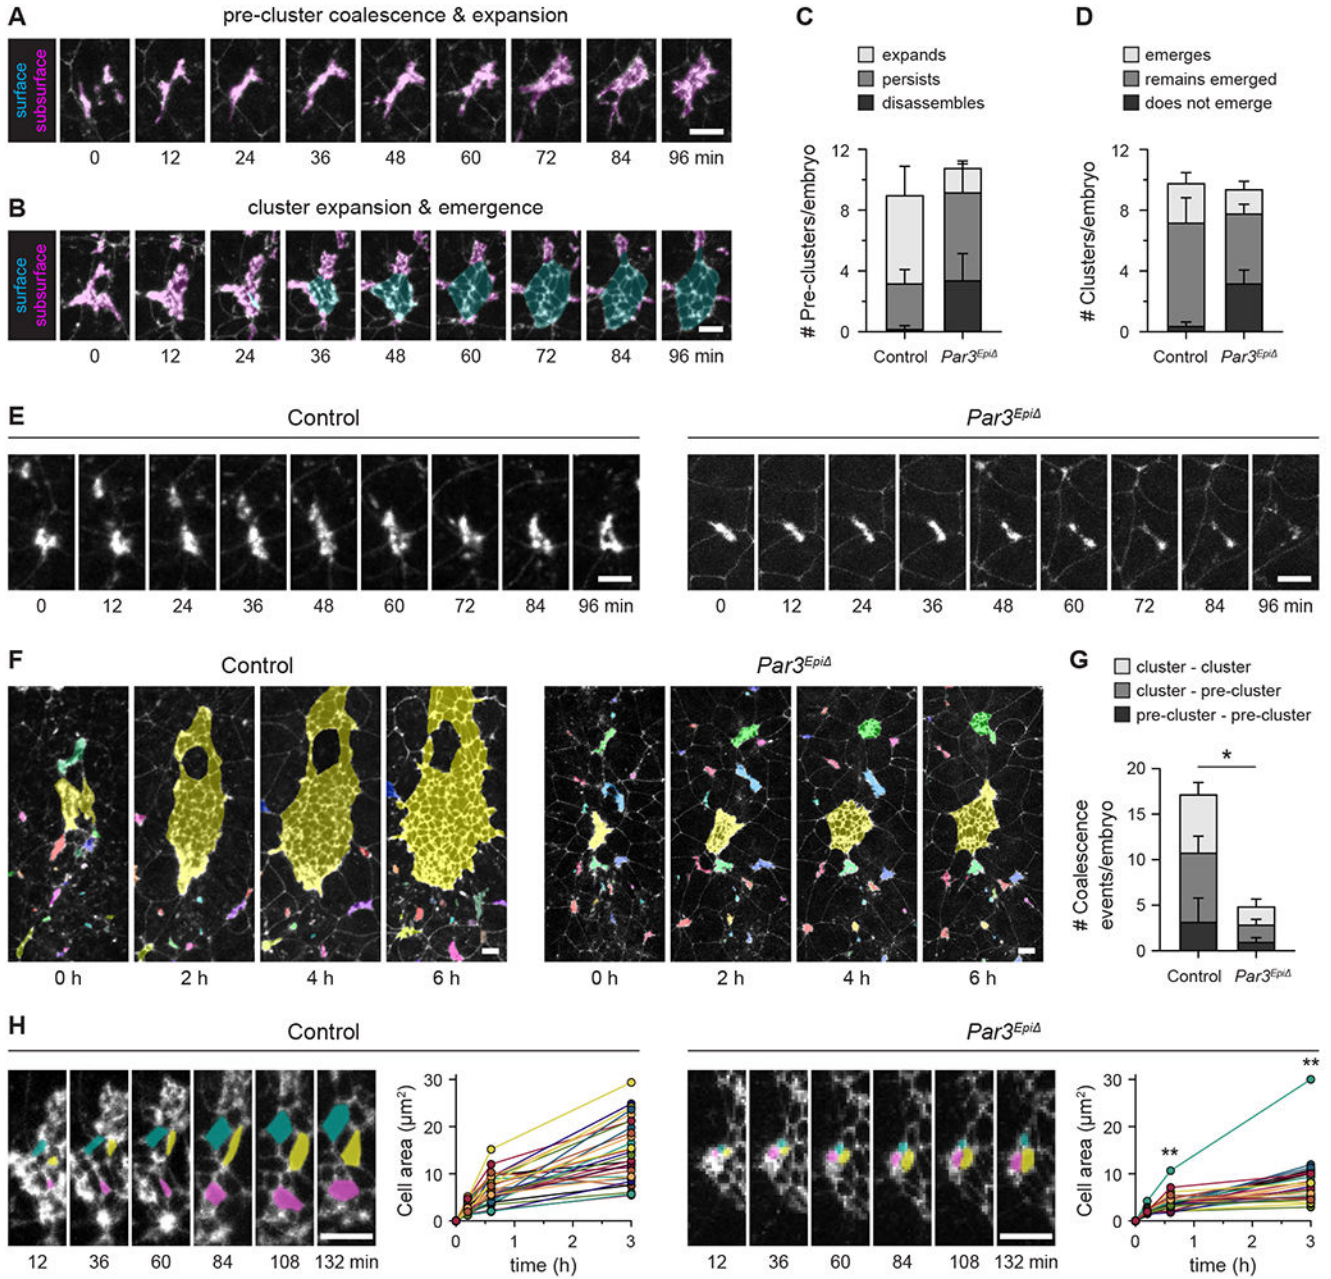 A
pre-cluster coalescence & expansion
surface
subsurface
0 12 24 36 48 60 72 84 96 min
B
cluster expansion & emergence
surface
subsurface
0 12 24 36 48 60 72 84 96 min
C
expands
persists
disassembles
# Pre-clusters/embryo
12
8
4
0
Control Par3EpiΔ
D
emerges
remains emerged
does not emerge
# Clusters/embryo
12
8
4
0
Control Par3EpiΔ
E
Control
0 12 24 36 48 60 72 84 96 min
Par3EpiΔ
0 12 24 36 48 60 72 84 96 min
F
Control
0 h 2 h 4 h 6 h
Par3EpiΔ
0 h 2 h 4 h 6 h
G
cluster - cluster
cluster - pre-cluster
pre-cluster - pre-cluster
# Coalescence
events/embryo
20
15
10
5
0
*
Control Par3EpiΔ
H
Control
12 36 60 84 108 132 min
Cell area (µm2)
30
20
10
0
0 1 2 3
time (h)
Par3EpiΔ
12 36 60 84 108 132 min
Cell area (µm2)
30
20
10
0
**
**
0 1 2 3
time (h)